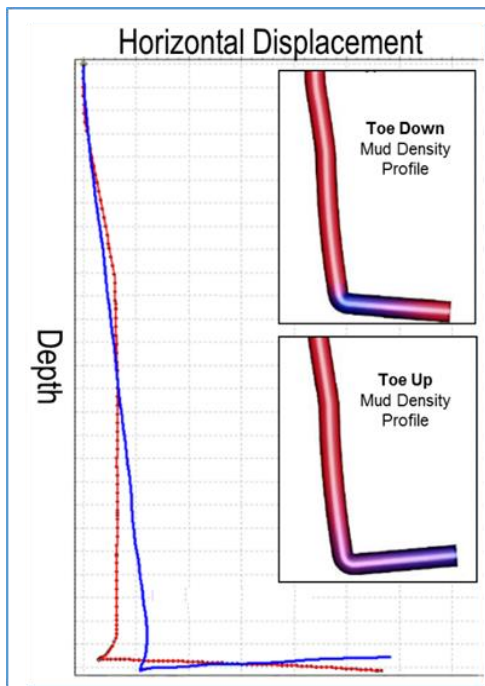 Horizontal Displacement
Depth
Toe Down
Mud Density
Profile
Toe Up
Mud Density
Profile